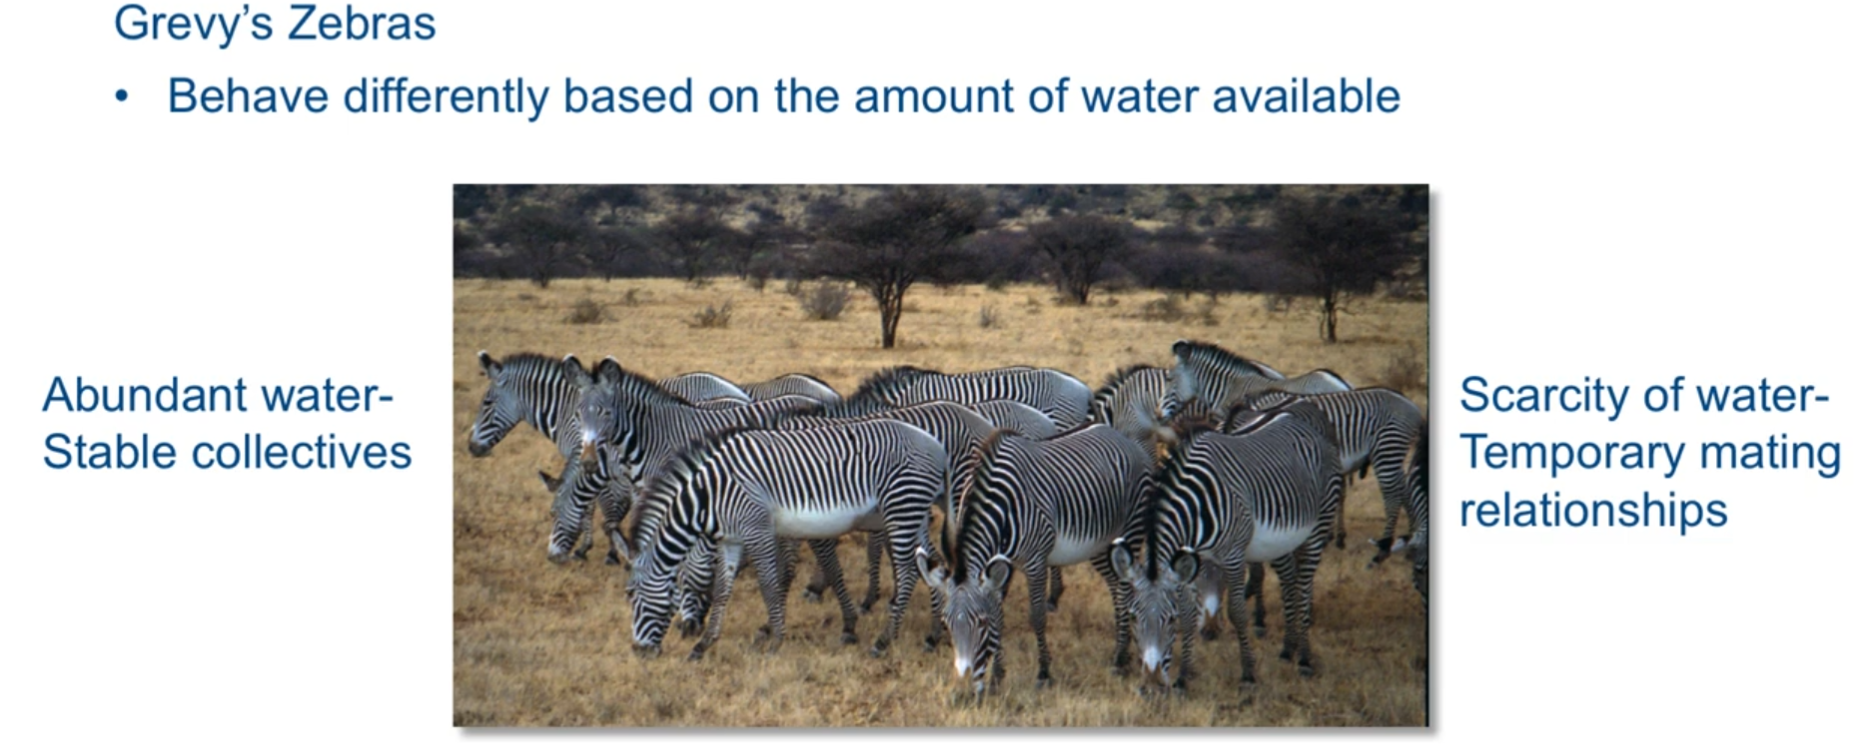 Grevy’s Zebras
• Behave differently based on the amount of water available
Abundant water-
Stable collectives
Scarcity of water-
Temporary mating
relationships